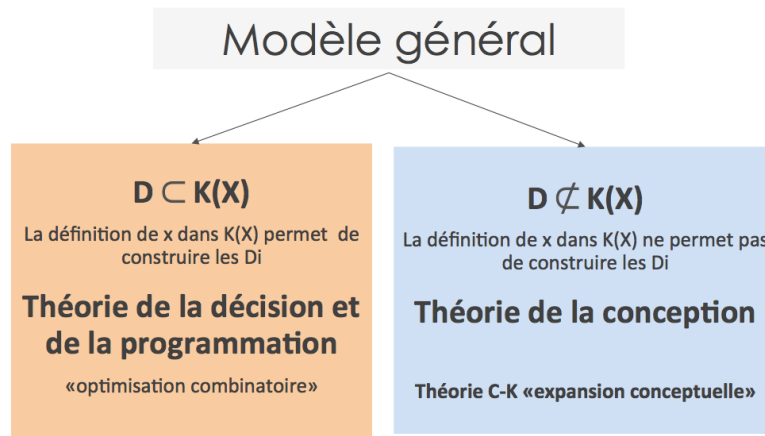 Modèle général
D ⊂ K(X)
La définition de x dans K(X) permet de
construire les Di
Théorie de la décision et
de la programmation
«optimisation combinatoire»
D ⊄ K(X)
La définition de x dans K(X) ne permet pas
de construire les Di
Théorie de la conception
Théorie C-K «expansion conceptuelle»